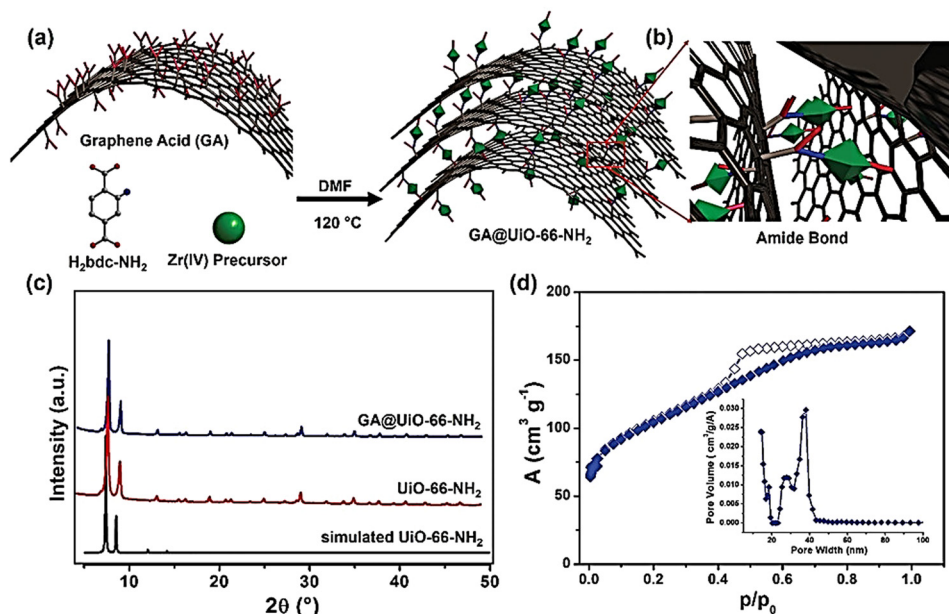 (a)
Graphene Acid (GA)
H₂bdc-NH₂
Zr(IV) Precursor
DMF
120 °C
GA@UiO-66-NH₂
(b)
Amide Bond
(c)
Intensity (a.u.)
GA@UiO-66-NH₂
UiO-66-NH₂
simulated UiO-66-NH₂
10 20 30 40 50
2θ (°)
(d)
A (cm³ g⁻¹)
200
150
100
50
0
0.0 0.2 0.4 0.6 0.8 1.0
p/p₀
Pore Volume ( cm³/g/A)
0.030
0.025
0.020
0.015
0.010
0.005
0.000
20 40 60 80 100
Pore Width (nm)